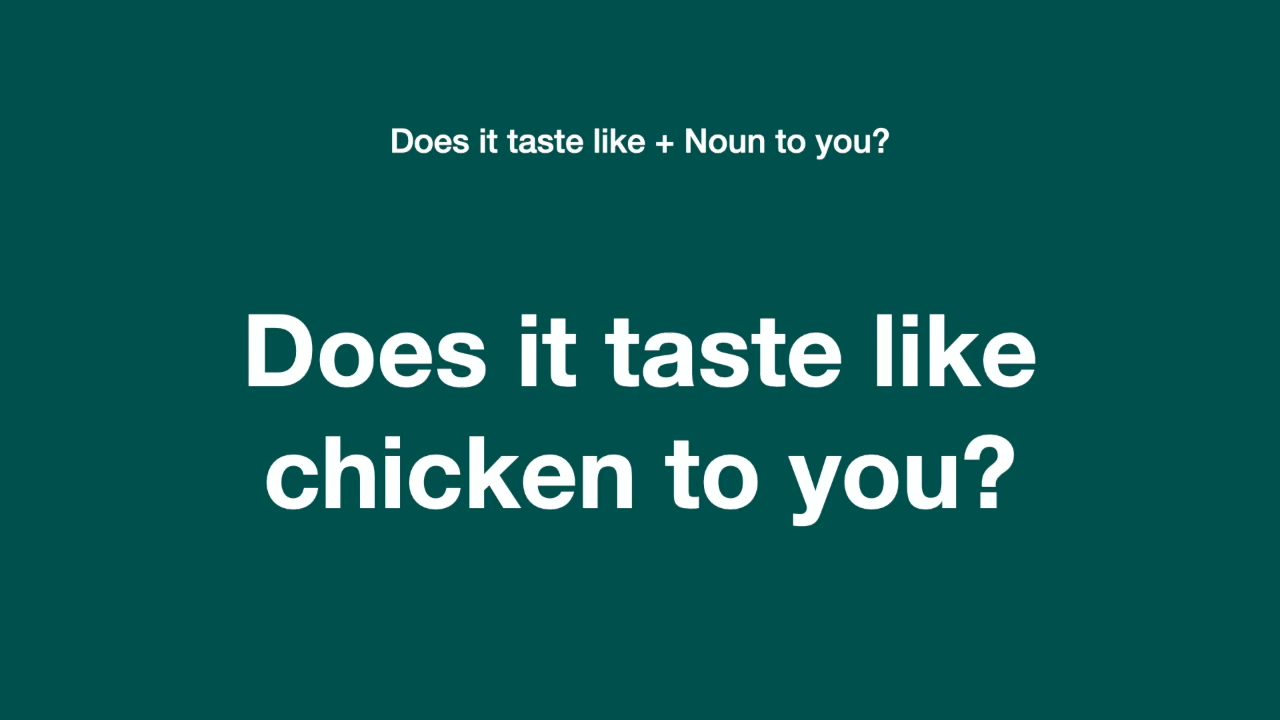 Does it taste like + Noun to you?
Does it taste like
chicken to you?